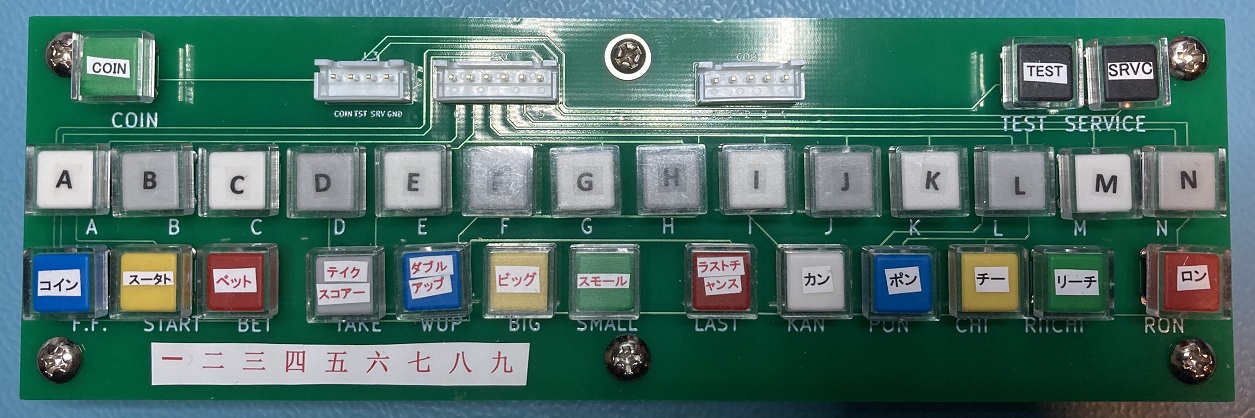 COIN
TEST
SRVC
COIN TST SRV GND
COIN
TEST SERVICE
A B C D E F G H I J K L M N
A B C D E F G H I J K L M N
コイン
スータト
ベット
テイク
スコアー
ダブル
アップ
ビッグ
スモール
ラストチ
ャンス
カン
ポン
チー
リーチ
ロン
F.F. START BET TAKE WUP BIG SMALL LAST KAN PON CHI RIICHI RON
一 二 三 四 五 六 七 八 九